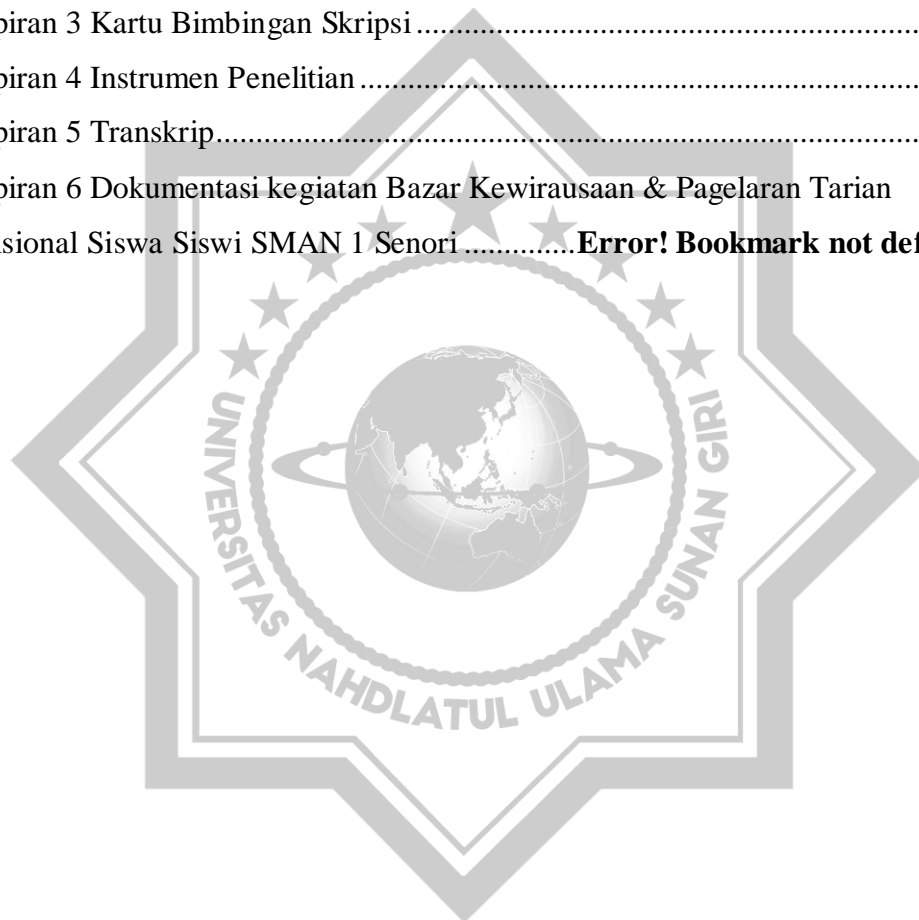 piran 3 Kartu Bimbingan Skripsi ....................................................................
piran 4 Instrumen Penelitian ..........................................................................
piran 5 Transkrip..............................................................................................
piran 6 Dokumentasi kegiatan Bazar Kewirausaan & Pagelaran Tarian
sional Siswa Siswi SMAN 1 Senori .............Error! Bookmark not def
UNIVERSITAS NAHDLATUL ULAMA SUNAN GIRI